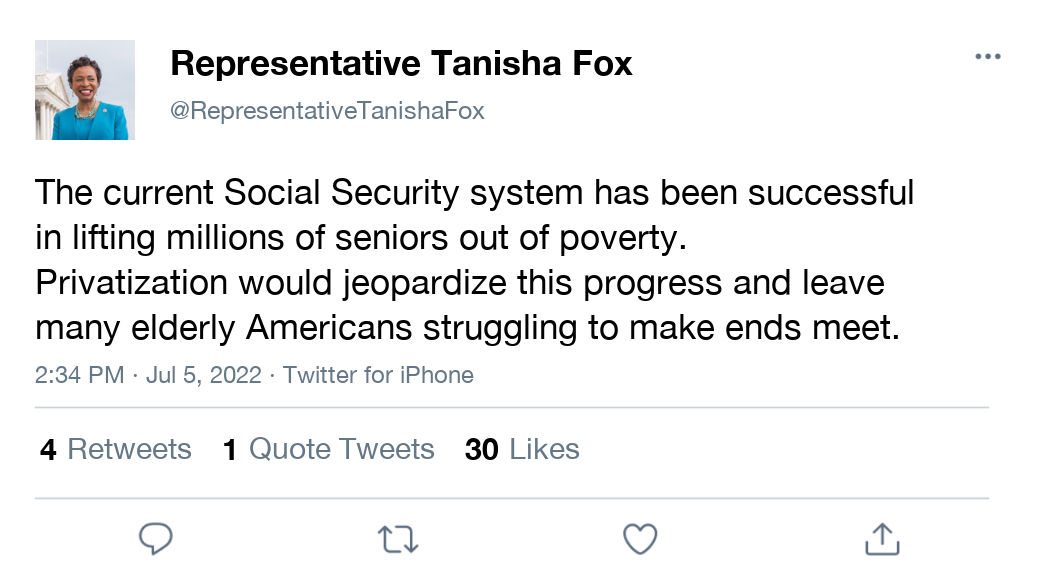 Representative Tanisha Fox
@RepresentativeTanishaFox
The current Social Security system has been successful
in lifting millions of seniors out of poverty.
Privatization would jeopardize this progress and leave
many elderly Americans struggling to make ends meet.
2:34 PM · Jul 5, 2022 · Twitter for iPhone
4 Retweets 1 Quote Tweets 30 Likes